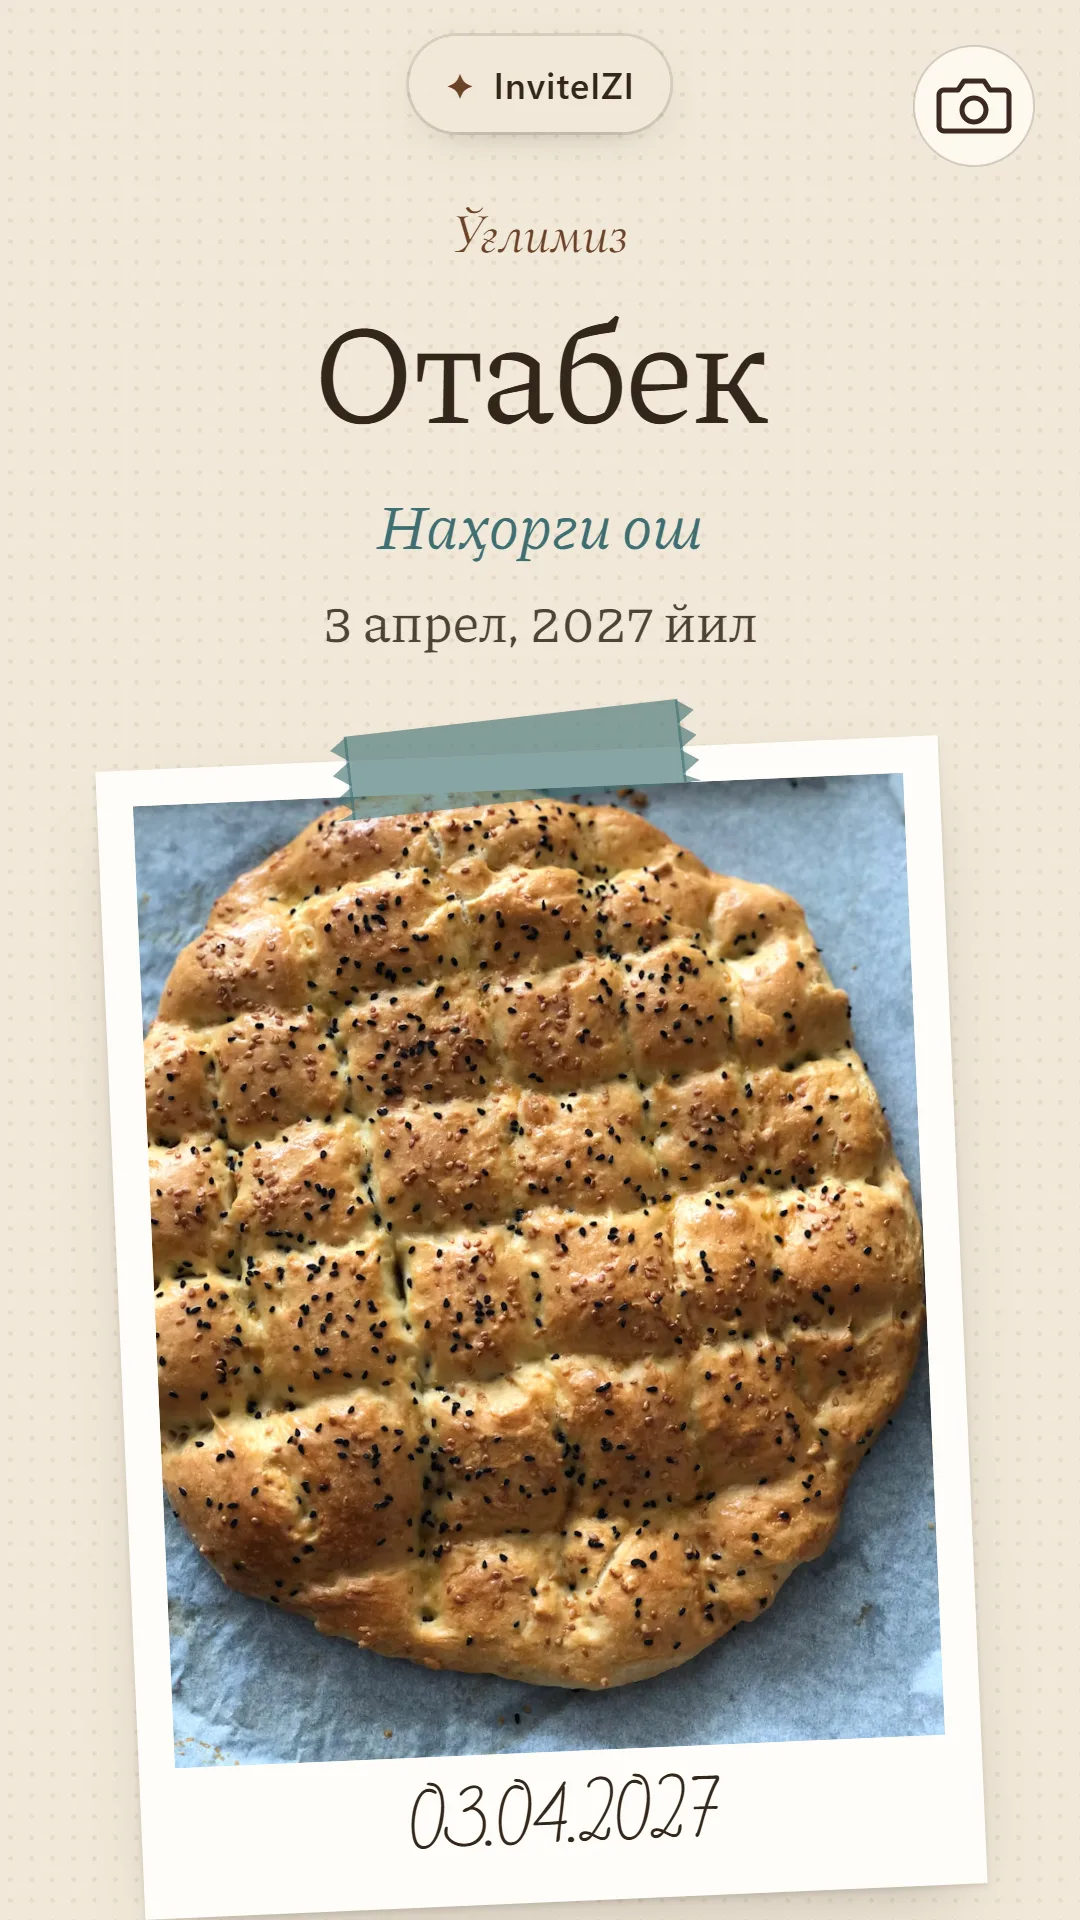 InviteIZI
Ўғлимиз
Отабек
Наҳорги ош
3 апрел, 2027 йил
03.04.2027